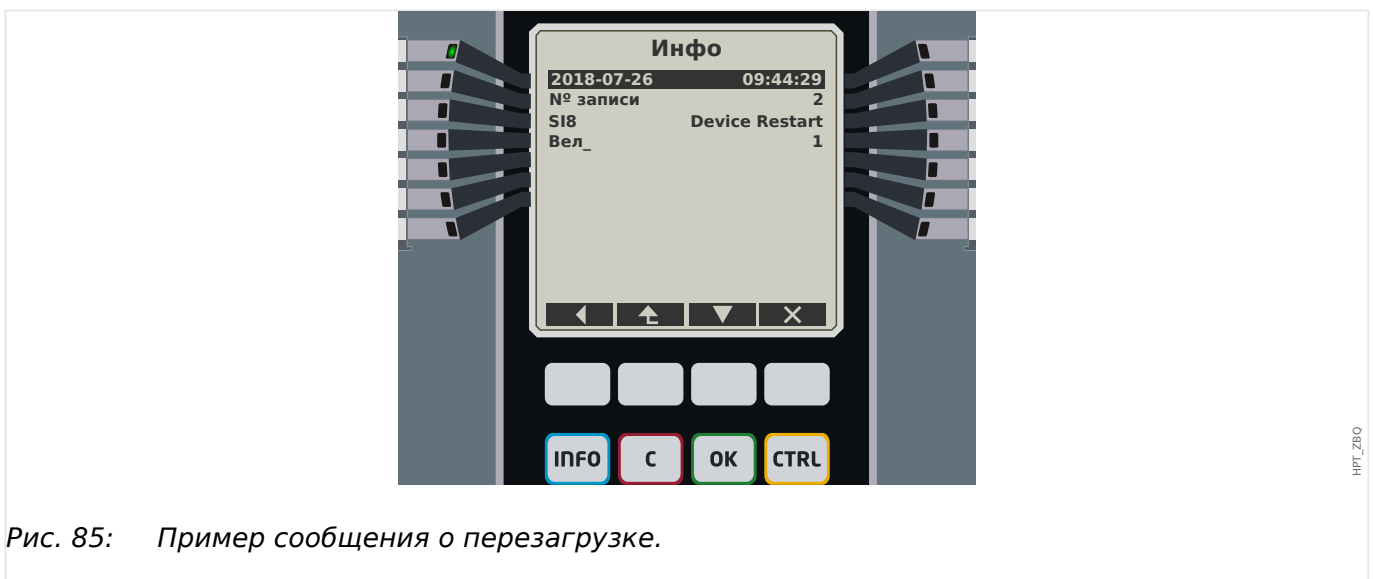 Инфо
2018-07-26 09:44:29
Nº записи 2
SI8 Device Restart
Вел_ 1
INFO C OK CTRL
HPT_ZBQ
Рис. 85: Пример сообщения о перезагрузке.